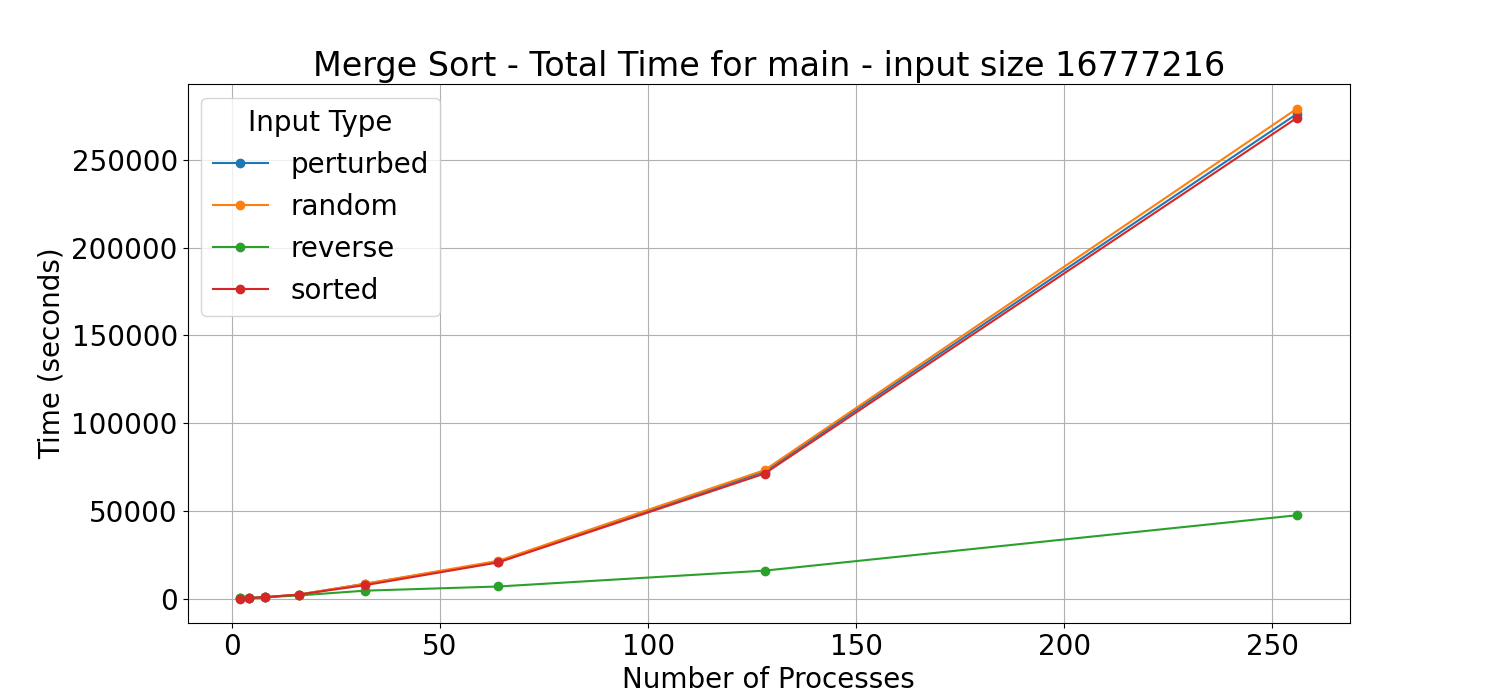 Merge Sort - Total Time for main - input size 16777216
Input Type
perturbed
random
reverse
sorted
Time (seconds)
250000
200000
150000
100000
50000
0
0 50 100 150 200 250
Number of Processes